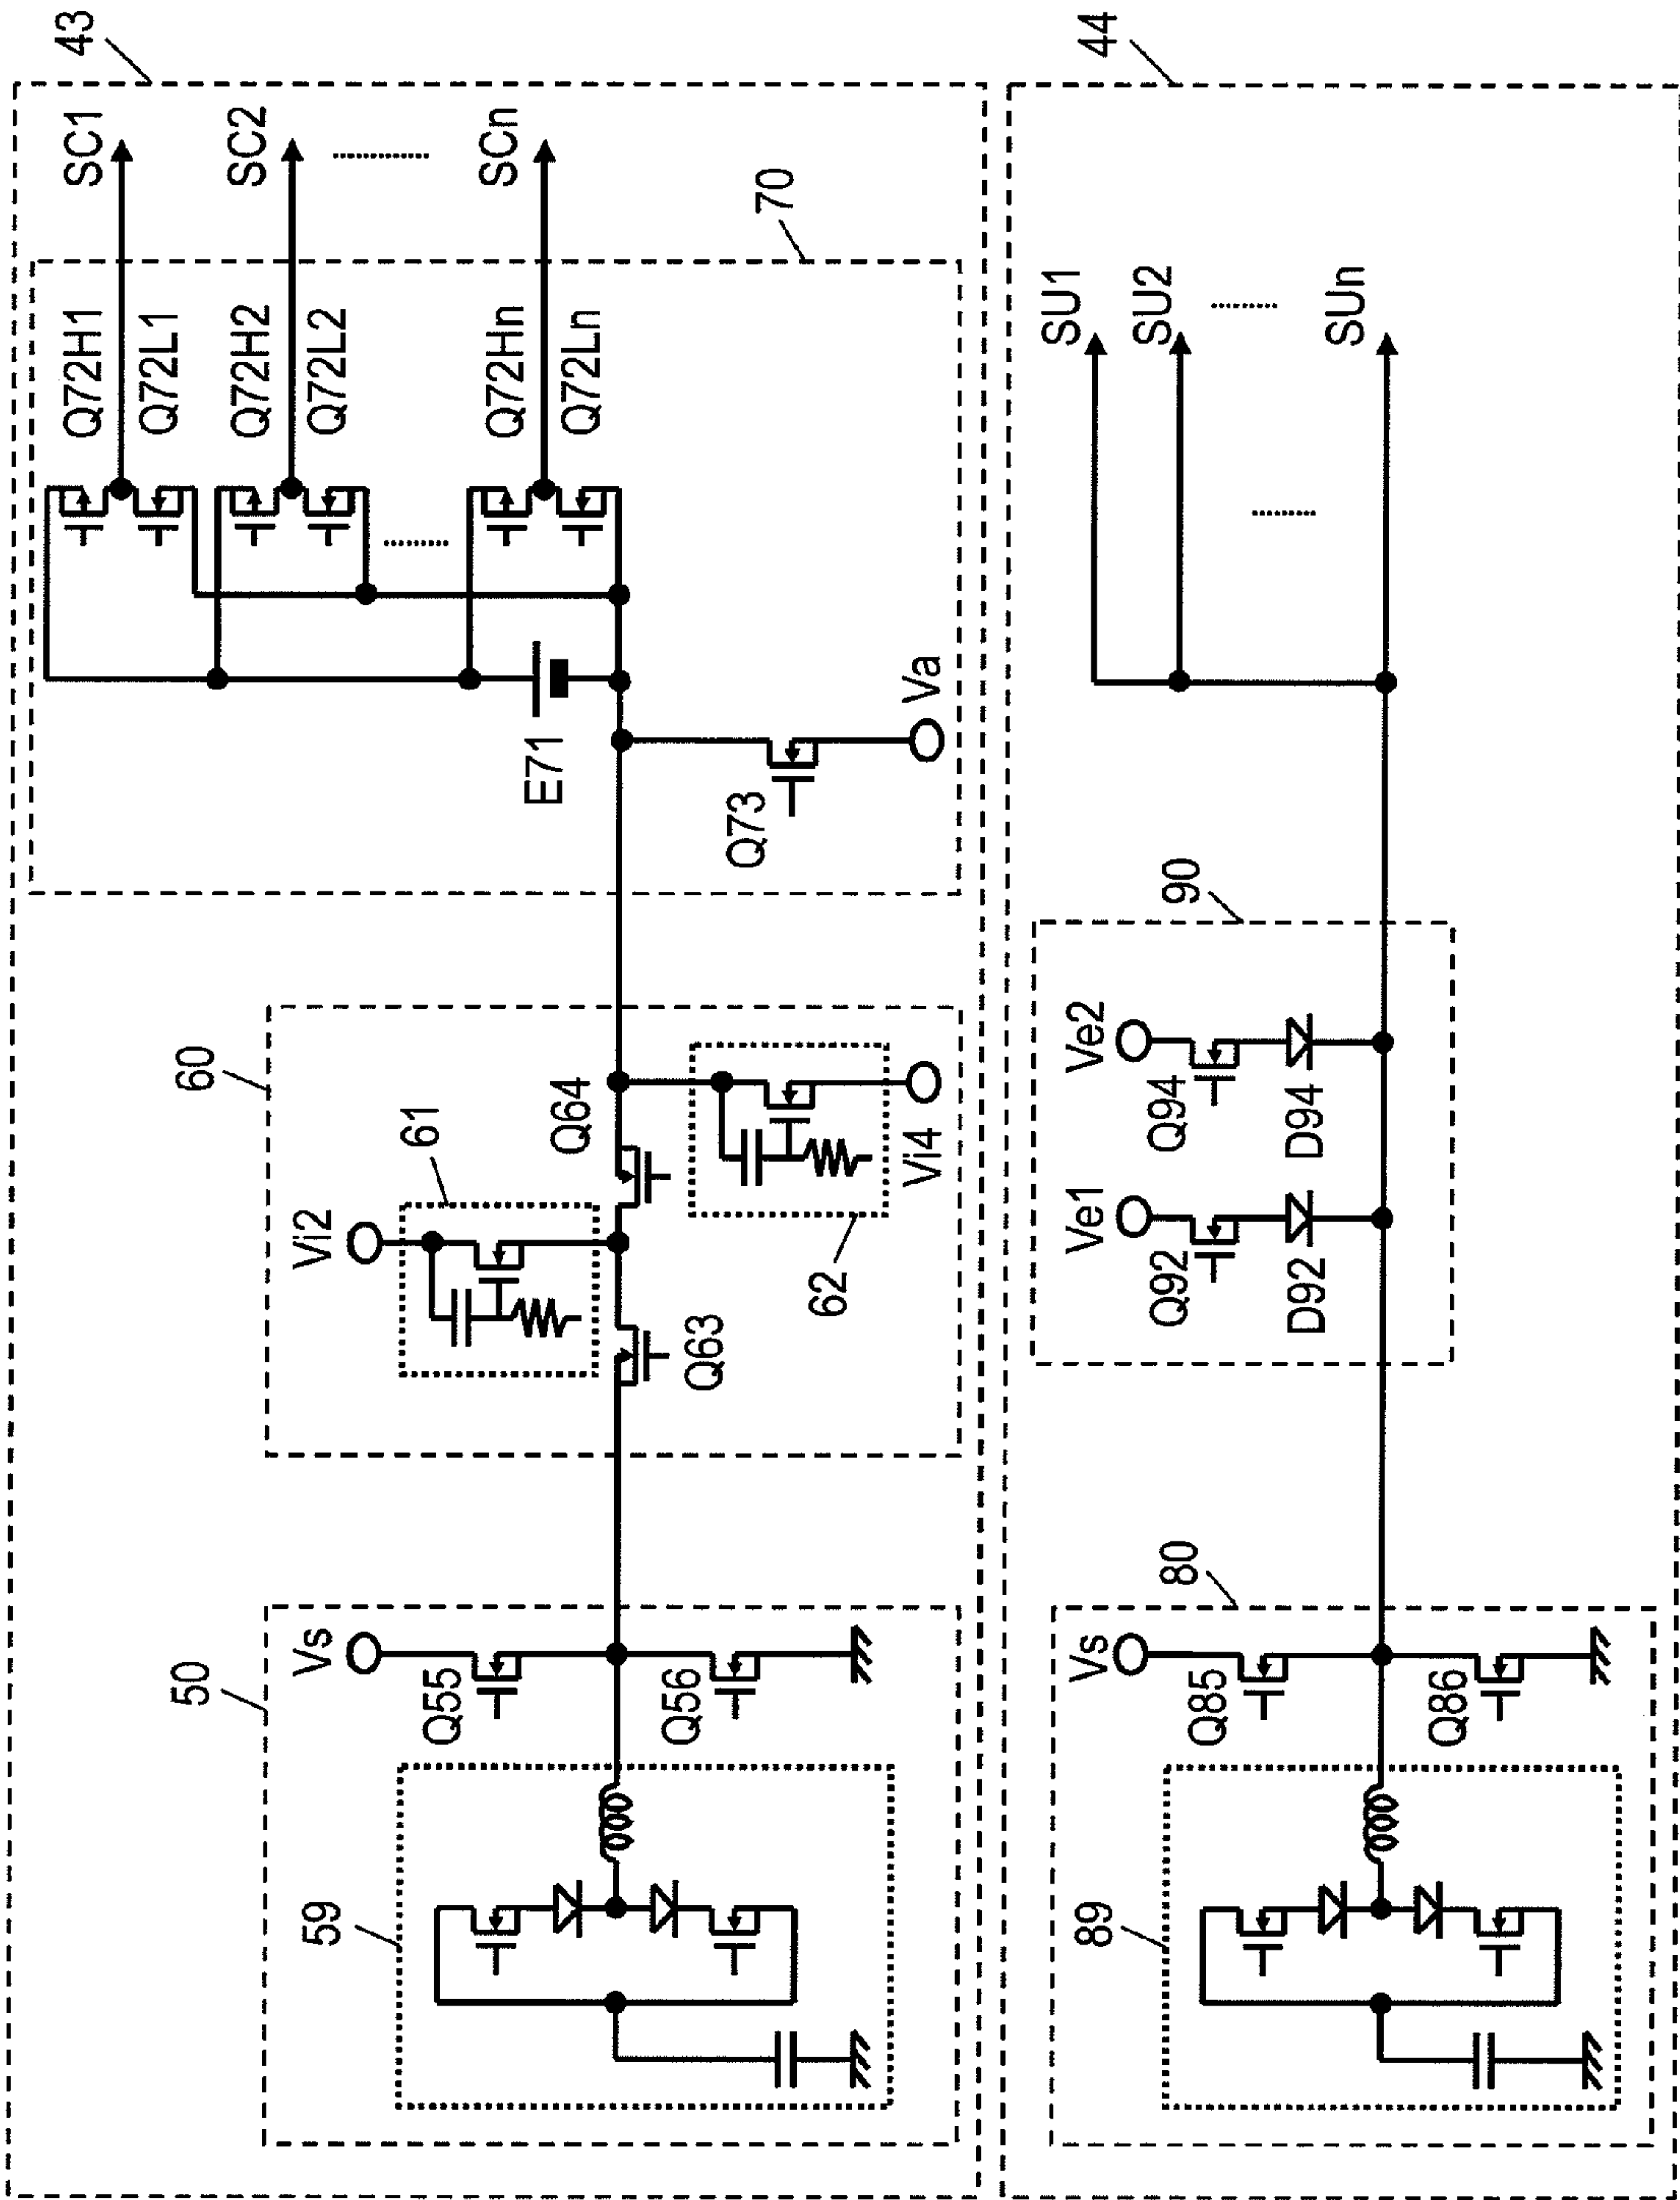 43
SC1
SC2
SCn
70
Q72H1
Q72L1
Q72H2
Q72L2
Q72Hn
Q72Ln
E71
Q73
Va
60
61
Vi2
Q64
Q63
62
Vi4
50
Vs
Q55
Q56
59
44
SU1
SU2
SUn
90
Ve2
Q94
D94
Ve1
Q92
D92
80
Vs
Q85
Q86
89